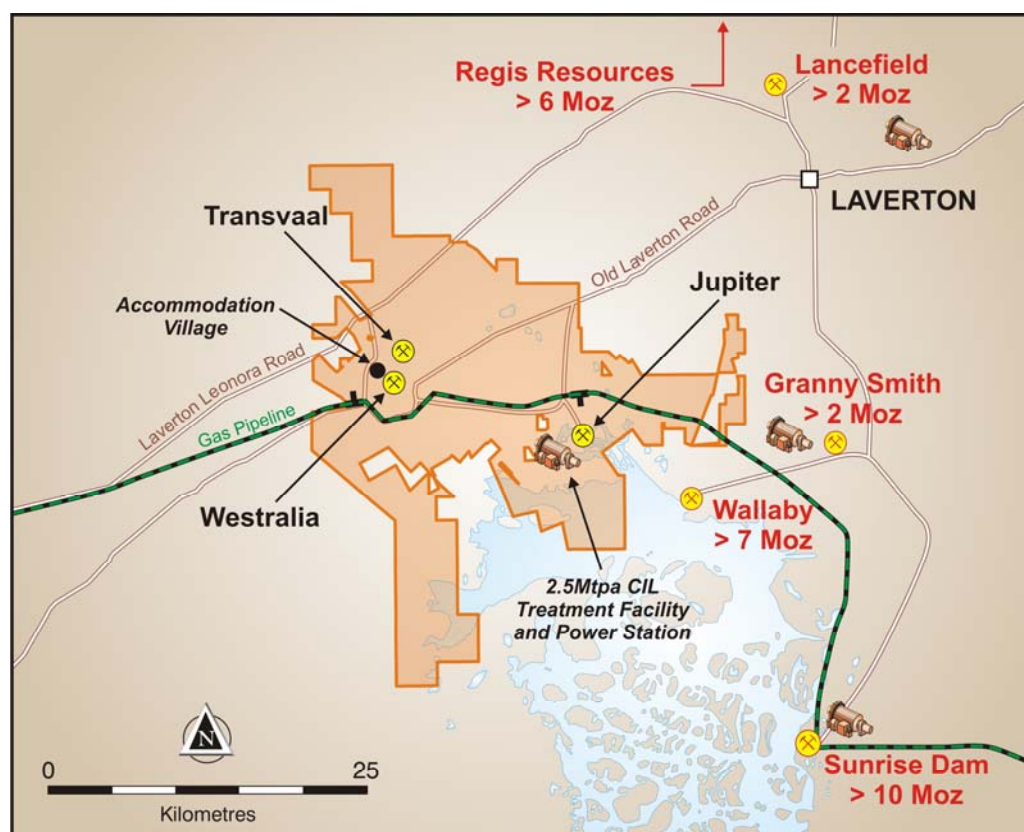 Regis Resources
> 6 Moz
Lancefield
> 2 Moz
LAVERTON
Transvaal
Old Laverton Road
Jupiter
Accommodation
Village
Laverton Leonora Road
Gas Pipeline
Granny Smith
> 2 Moz
Westralia
Wallaby
> 7 Moz
2.5Mtpa CIL
Treatment Facility
and Power Station
N
0 25
Kilometres
Sunrise Dam
> 10 Moz